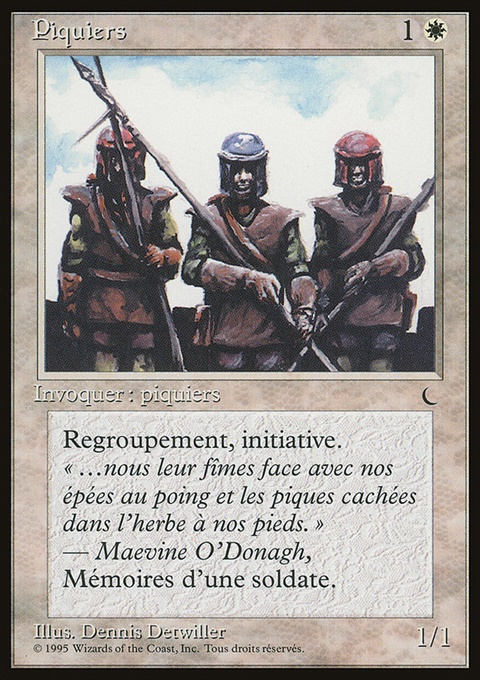 Piquiers 1
Invoquer : piquiers
Regroupement, initiative.
« …nous leur fîmes face avec nos
épées au poing et les piques cachées
dans l’herbe à nos pieds. »
— Maevine O’Donagh,
Mémoires d’une soldate.
Illus. Dennis Detwiller
1/1
© 1995 Wizards of the Coast, Inc. Tous droits réservés.